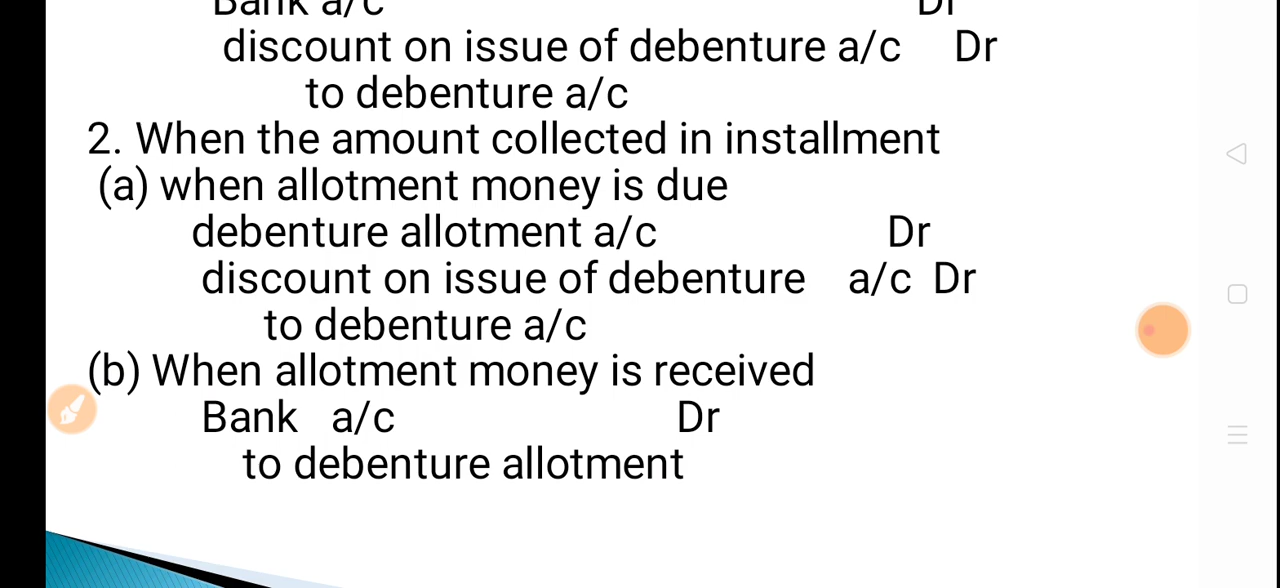 Bank a/c Dr
discount on issue of debenture a/c Dr
to debenture a/c
2. When the amount collected in installment
(a) when allotment money is due
debenture allotment a/c Dr
discount on issue of debenture a/c Dr
to debenture a/c
(b) When allotment money is received
Bank a/c Dr
to debenture allotment